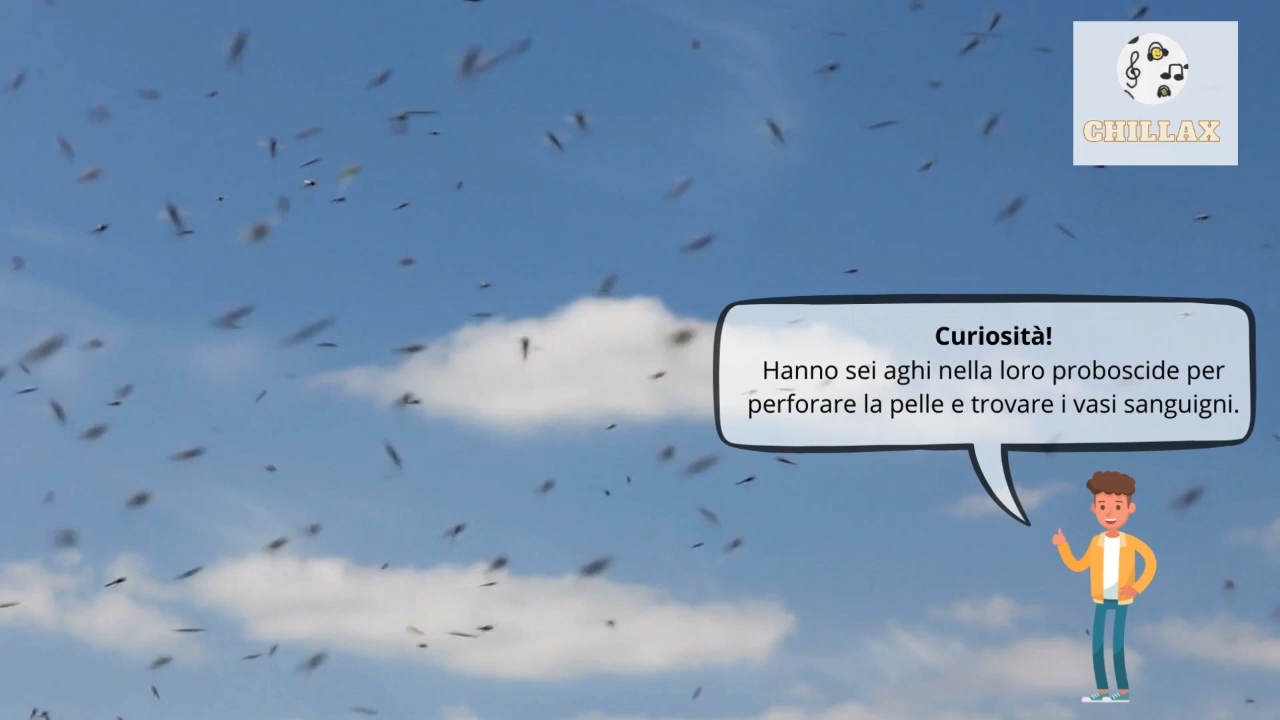 CHILLAX
Curiosità!
Hanno sei aghi nella loro proboscide per
perforare la pelle e trovare i vasi sanguigni.